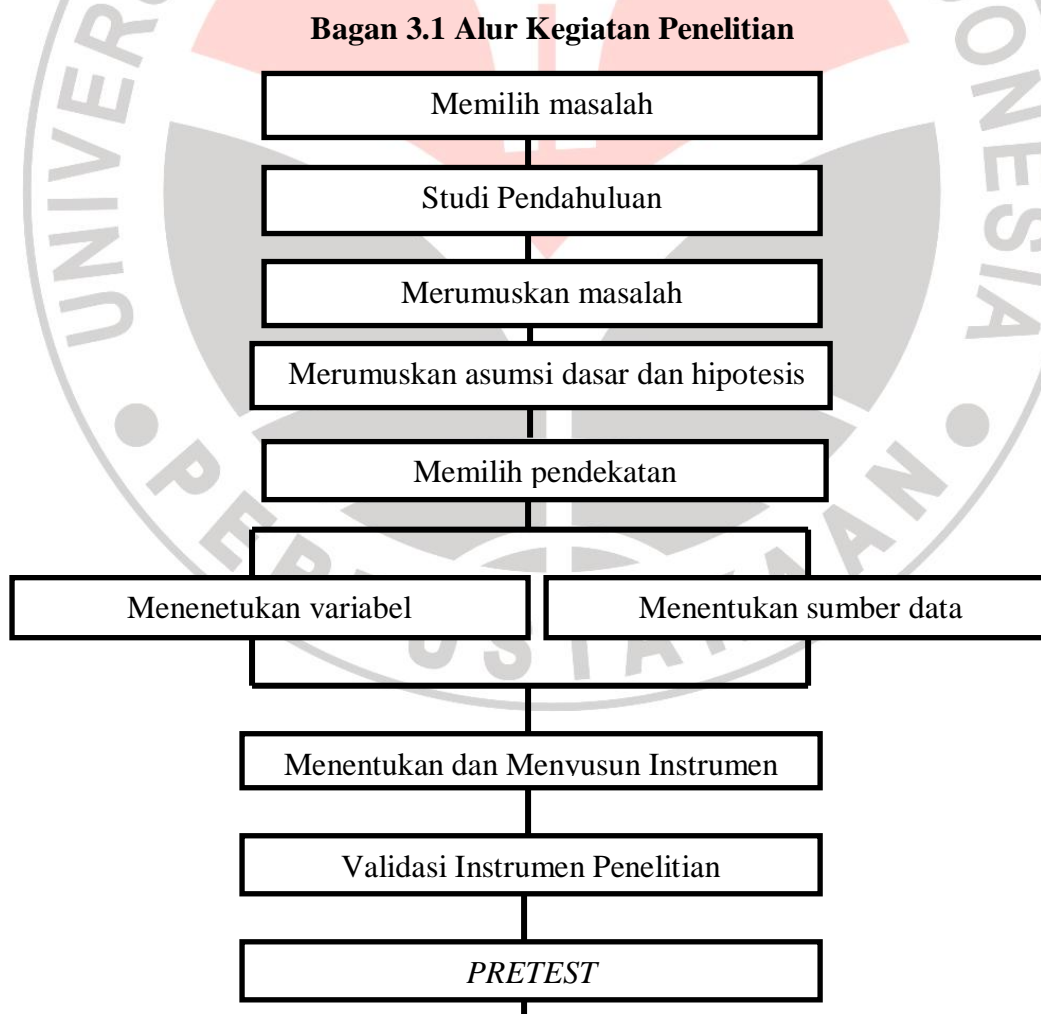 Bagan 3.1 Alur Kegiatan Penelitian
Memilih masalah
Studi Pendahuluan
Merumuskan masalah
Merumuskan asumsi dasar dan hipotesis
Memilih pendekatan
Menenetukan variabel
Menentukan sumber data
Menentukan dan Menyusun Instrumen
Validasi Instrumen Penelitian
PRETEST